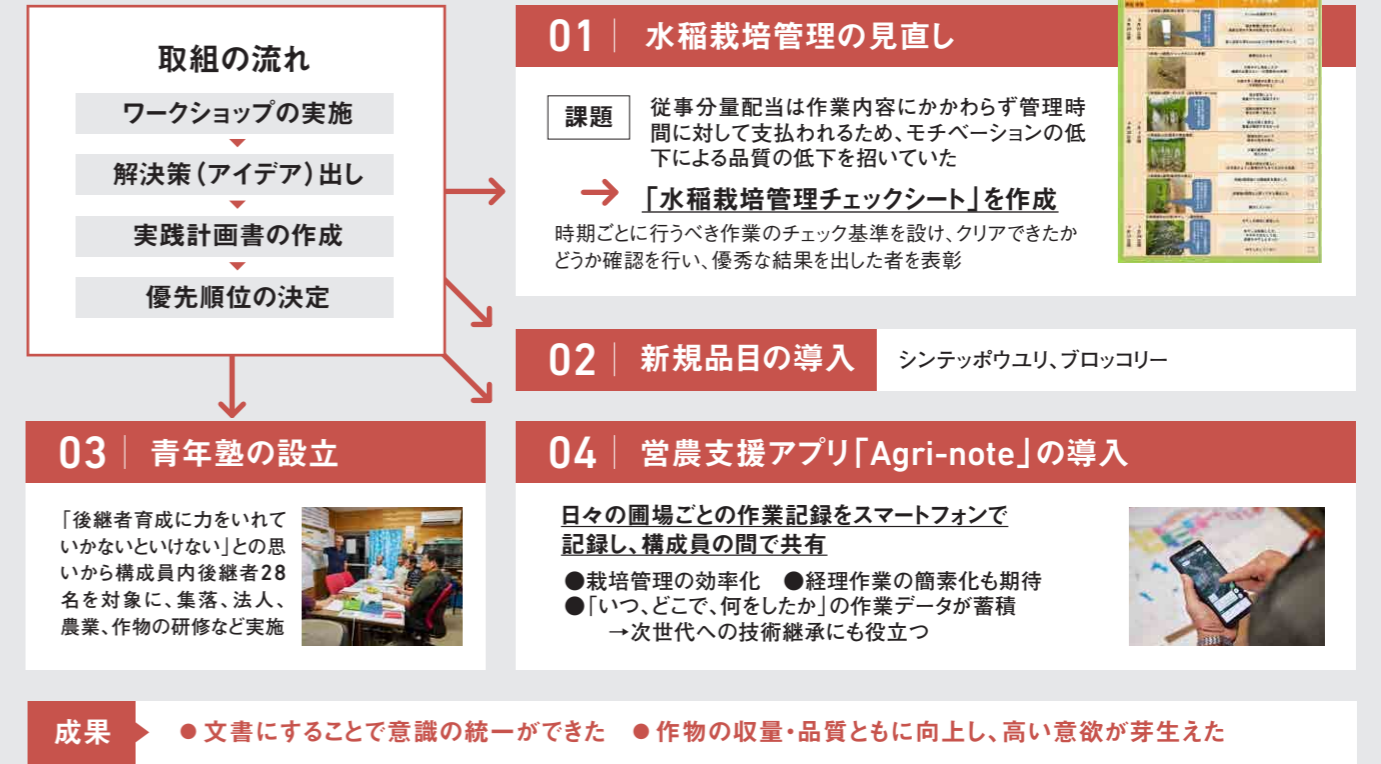 取組の流れ
ワークショップの実施
解決策(アイデア)出し
実践計画書の作成
優先順位の決定
01 水稲栽培管理の見直し
課題
従事分量配当は作業内容にかかわらず管理時
間に対して支払われるため、モチベーションの低
下による品質の低下を招いていた
「水稲栽培管理チェックシート」を作成
時期ごとに行うべき作業のチェック基準を設け、クリアできたか
どうか確認を行い、優秀な結果を出した者を表彰
02 新規品目の導入
シンテッポウユリ、ブロッコリー
03 青年塾の設立
「後継者育成に力をいれて
いかないといけない」との思
いから構成員内後継者28
名を対象に、集落、法人、
農業、作物の研修など実施
04 営農支援アプリ「Agri-note」の導入
日々の圃場ごとの作業記録をスマートフォンで
記録し、構成員の間で共有
●栽培管理の効率化 ●経理作業の簡素化も期待
●「いつ、どこで、何をしたか」の作業データが蓄積
→次世代への技術継承にも役立つ
成果
●文書にすることで意識の統一ができた ●作物の収量・品質ともに向上し、高い意欲が芽生えた